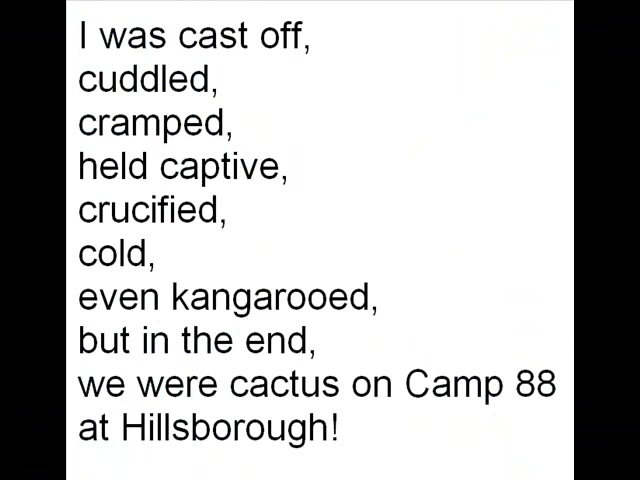 I was cast off,
cuddled,
cramped,
held captive,
crucified,
cold,
even kangarooed,
but in the end,
we were cactus on Camp 88
at Hillsborough!